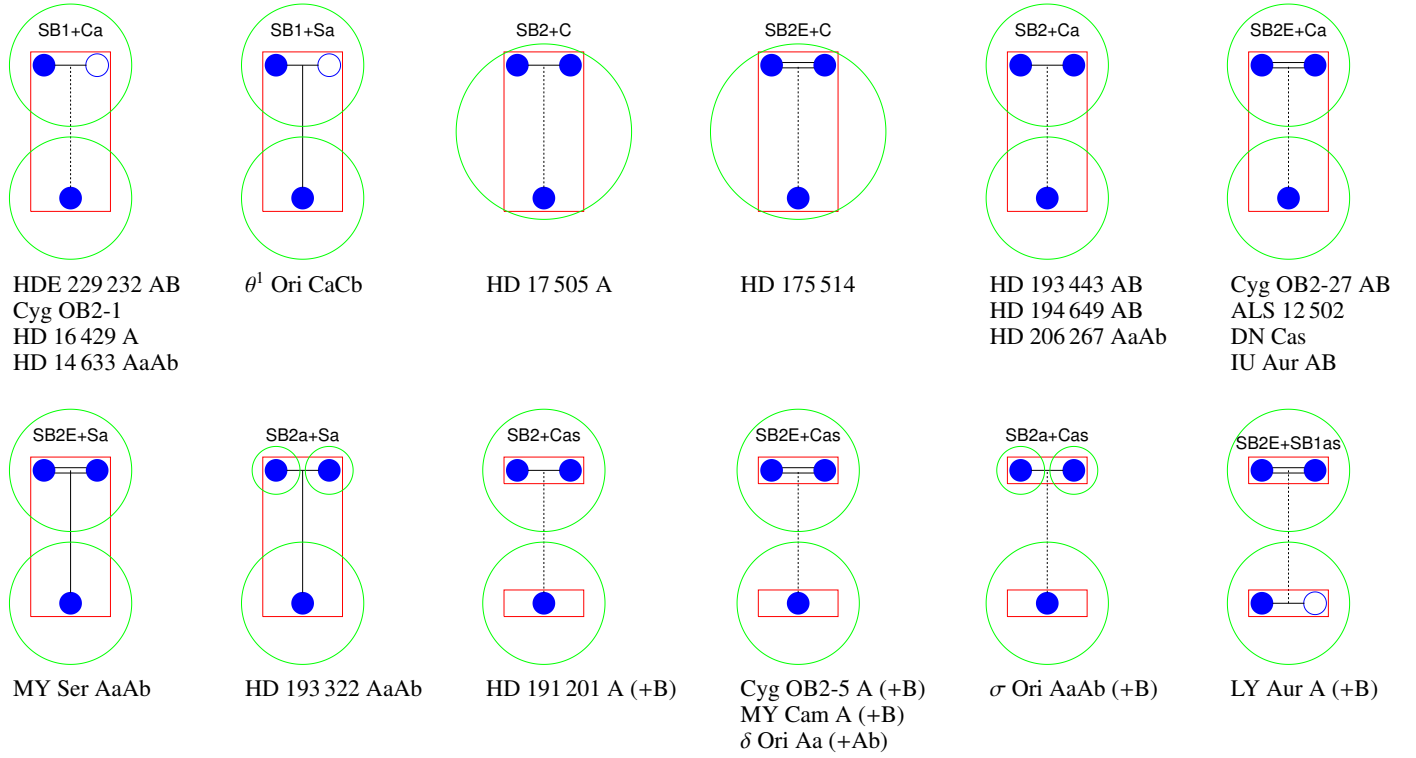 SB1+Ca
SB1+Sa
SB2+C
SB2E+C
SB2+Ca
SB2E+Ca
HDE 229 232 AB
Cyg OB2-1
HD 16 429 A
HD 14 633 AaAb
θ¹ Ori CaCb
HD 17 505 A
HD 175 514
HD 193 443 AB
HD 194 649 AB
HD 206 267 AaAb
Cyg OB2-27 AB
ALS 12 502
DN Cas
IU Aur AB
SB2E+Sa
SB2a+Sa
SB2+Cas
SB2E+Cas
SB2a+Cas
SB2E+SB1as
MY Ser AaAb
HD 193 322 AaAb
HD 191 201 A (+B)
Cyg OB2-5 A (+B)
MY Cam A (+B)
δ Ori Aa (+Ab)
σ Ori AaAb (+B)
LY Aur A (+B)